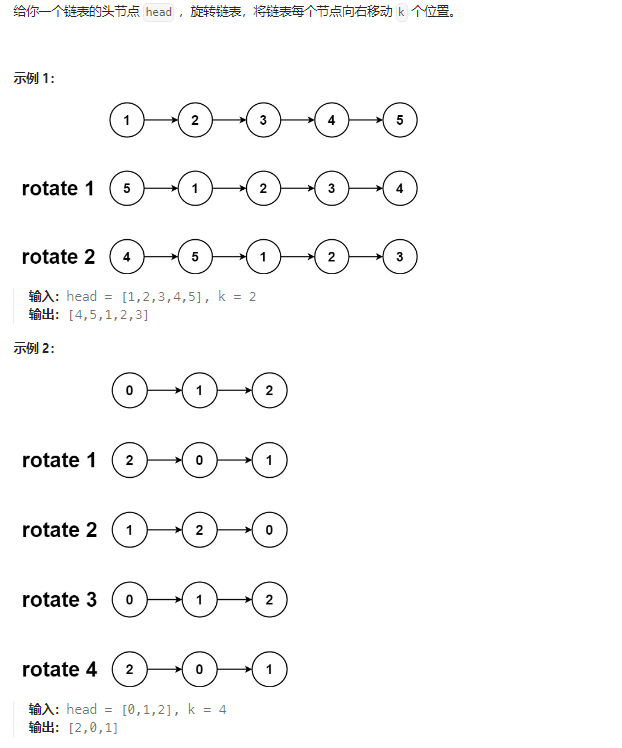 给你一个链表的头节点 head ，旋转链表，将链表每个节点向右移动 k 个位置。
示例 1：
1 2 3 4 5
rotate 1 5 1 2 3 4
rotate 2 4 5 1 2 3
输入：head = [1,2,3,4,5], k = 2
输出：[4,5,1,2,3]
示例 2：
0 1 2
rotate 1 2 0 1
rotate 2 1 2 0
rotate 3 0 1 2
rotate 4 2 0 1
输入：head = [0,1,2], k = 4
输出：[2,0,1]